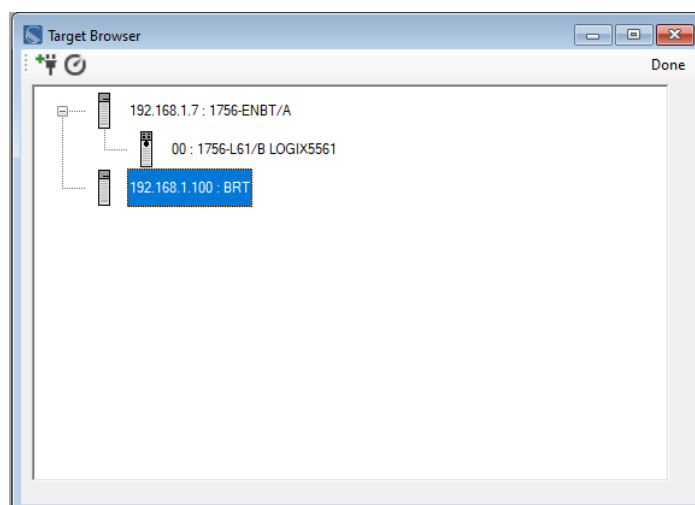 Target Browser
Done
192.168.1.7 : 1756-ENBT/A
00 : 1756-L61/B LOGIX5561
192.168.1.100 : BRT